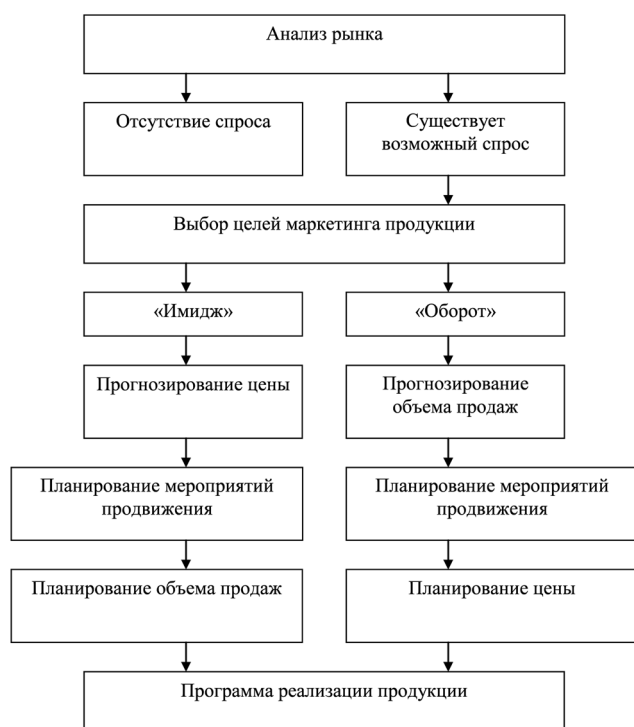 Анализ рынка
Отсутствие спроса
Существует
возможный спрос
Выбор целей маркетинга продукции
«Имидж»
«Оборот»
Прогнозирование цены
Прогнозирование
объема продаж
Планирование мероприятий
продвижения
Планирование мероприятий
продвижения
Планирование объема продаж
Планирование цены
Программа реализации продукции